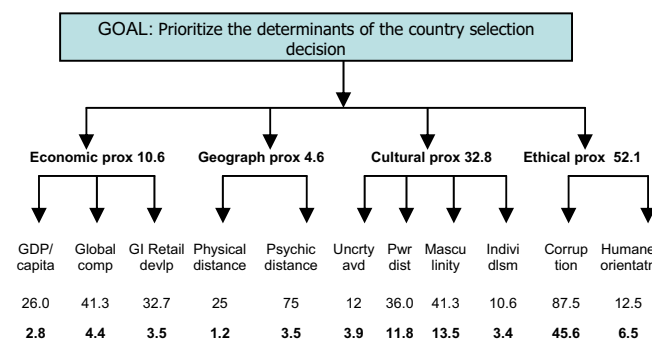 GOAL: Prioritize the determinants of the country selection
decision
Economic prox 10.6 Geograph prox 4.6 Cultural prox 32.8 Ethical prox 52.1
GDP/ Global GI Retail Physical Psychic Uncrty Pwr Mascu Indivi Corrup Humane
capita comp devlp distance distance avd dist linity dlsm tion orientatr
26.0 41.3 32.7 25 75 12 36.0 41.3 10.6 87.5 12.5
2.8 4.4 3.5 1.2 3.5 3.9 11.8 13.5 3.4 45.6 6.5